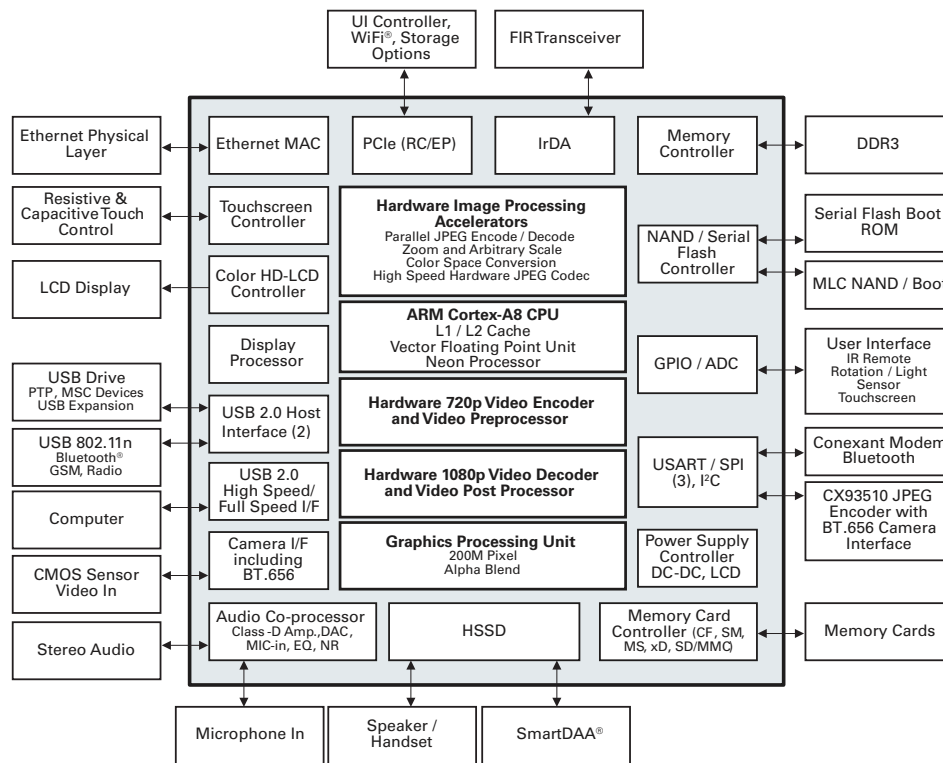 UI Controller,
WiFi®, Storage
Options
FIR Transceiver
Ethernet Physical
Layer
Ethernet MAC
PCIe (RC/EP)
IrDA
Memory
Controller
DDR3
Resistive &
Capacitive Touch
Control
Touchscreen
Controller
Hardware Image Processing
Accelerators
Parallel JPEG Encode / Decode
Zoom and Arbitrary Scale
Color Space Conversion
High Speed Hardware JPEG Codec
NAND / Serial
Flash
Controller
Serial Flash Boot
ROM
MLC NAND / Boot
LCD Display
Color HD-LCD
Controller
Display
Processor
ARM Cortex-A8 CPU
L1 / L2 Cache
Vector Floating Point Unit
Neon Processor
GPIO / ADC
User Interface
IR Remote
Rotation / Light
Sensor
Touchscreen
USB Drive
PTP, MSC Devices
USB Expansion
USB 2.0 Host
Interface (2)
Hardware 720p Video Encoder
and Video Preprocessor
USB 802.11n
Bluetooth®
GSM, Radio
USB 2.0
High Speed/
Full Speed I/F
Hardware 1080p Video Decoder
and Video Post Processor
USART / SPI
(3), I²C
Conexant Modem
Bluetooth
CX93510 JPEG
Encoder with
BT.656 Camera
Interface
Computer
CMOS Sensor
Video In
Camera I/F
including
BT.656
Graphics Processing Unit
200M Pixel
Alpha Blend
Power Supply
Controller
DC-DC, LCD
Stereo Audio
Audio Co-processor
Class -D Amp.,DAC,
MIC-in, EQ, NR
HSSD
Memory Card
Controller (CF, SM,
MS, xD, SD/MMC)
Memory Cards
Microphone In
Speaker /
Handset
SmartDAA®